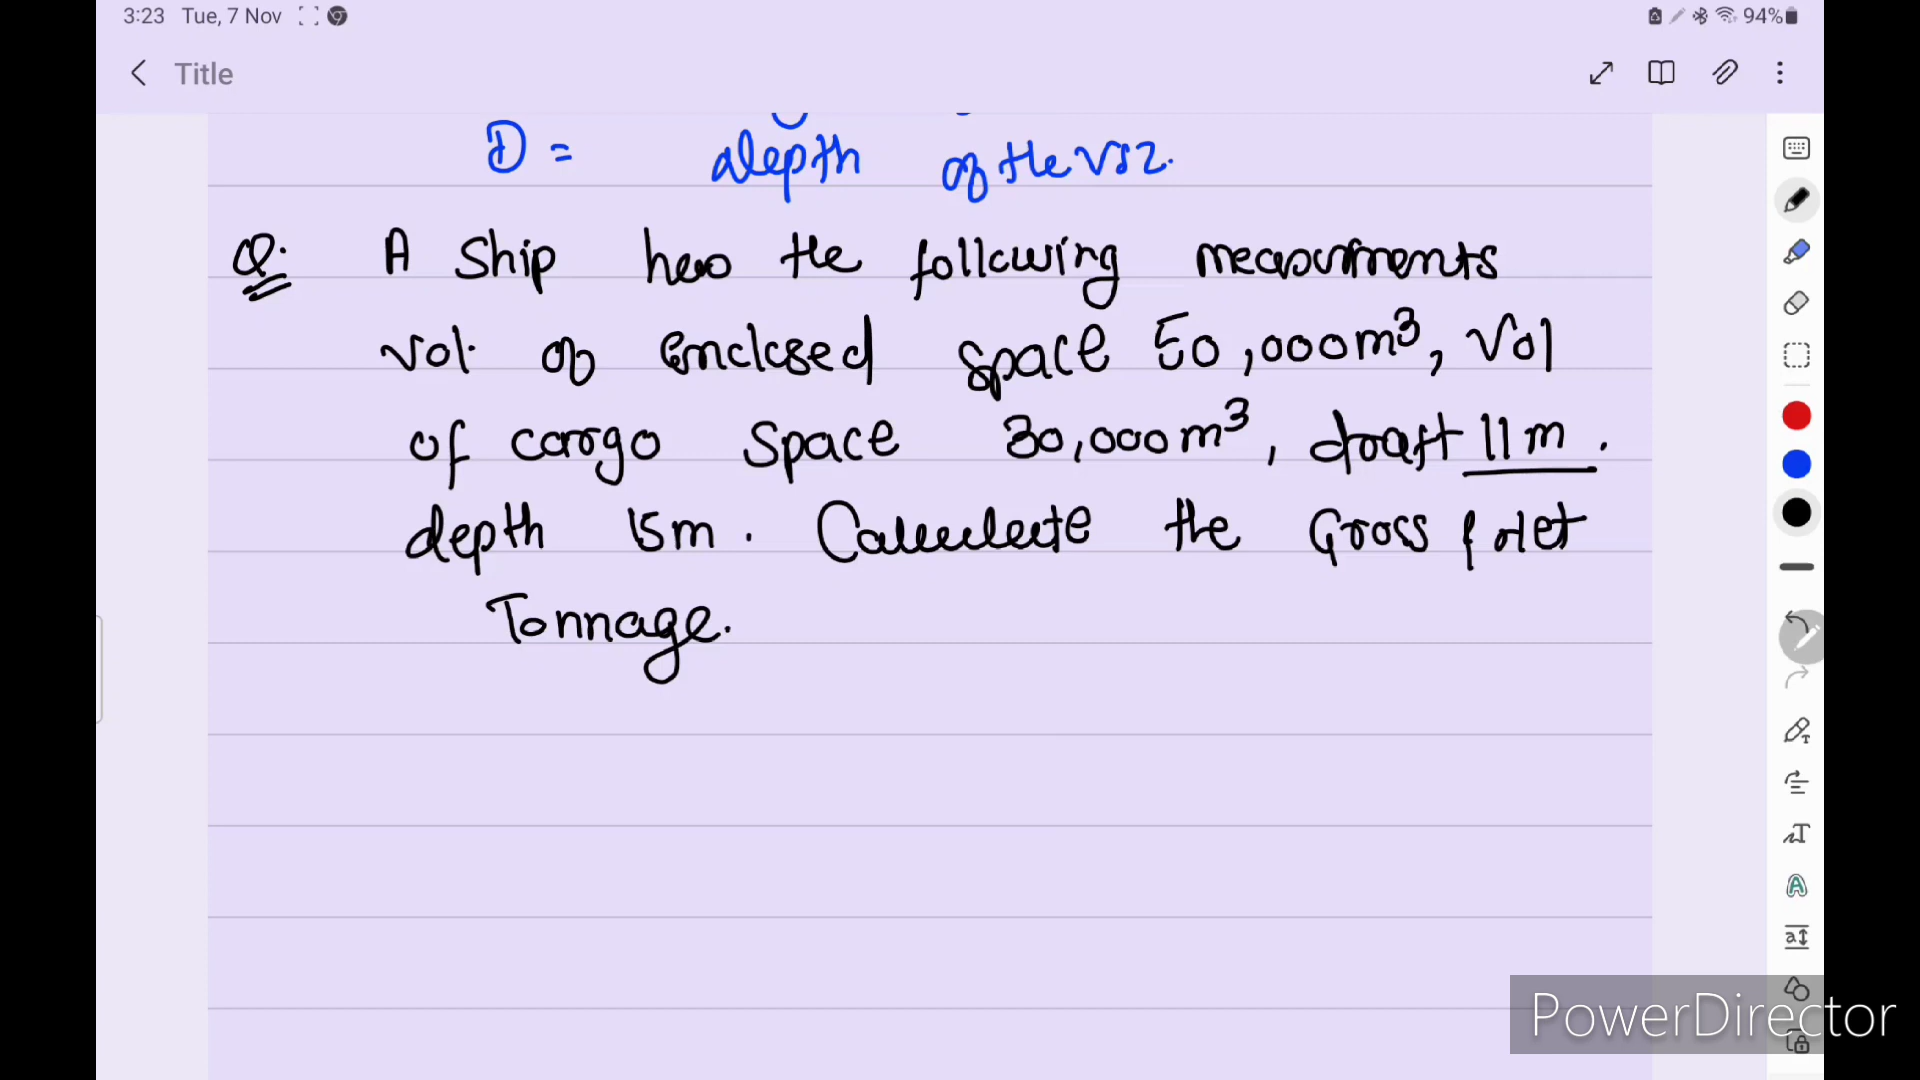 3:23 Tue, 7 Nov 94%
Title
D = depth of the vsl.
Q. A Ship has the following measurments
vol. of Enclosed space 50,000m³, Vol
of cargo space 30,000m³, draft 11m.
depth 15m. Calculate the Gross & Net
Tonnage.
PowerDirector